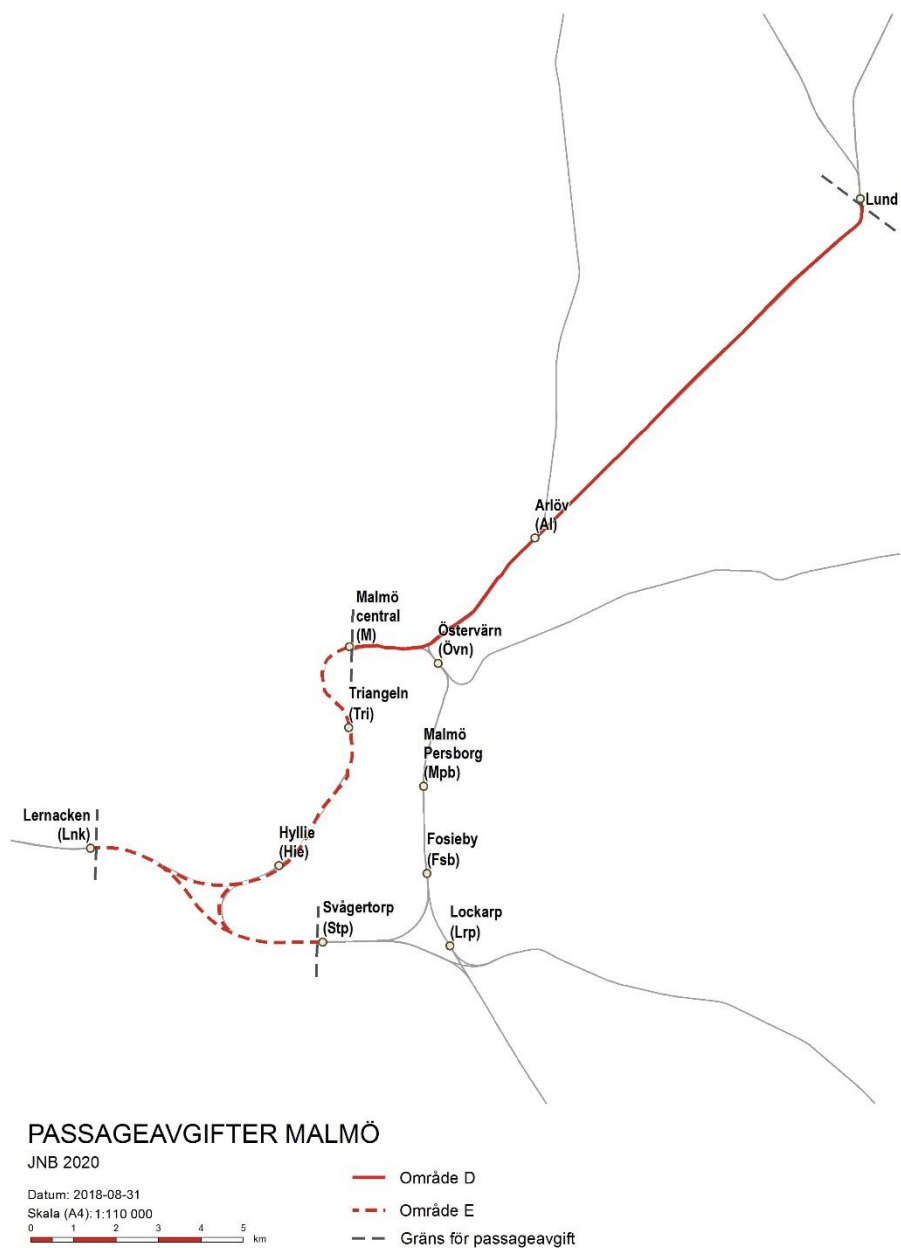 Lund
Arlöv
(Al)
Malmö
central
(M)
Östervärn
(Övn)
Triangeln
(Tri)
Malmö
Persborg
(Mpb)
Lernacken
(Lnk)
Hyllie
(Hie)
Fosieby
(Fsb)
Svågertorp
(Stp)
Lockarp
(Lrp)
PASSAGEAVGIFTER MALMÖ
JNB 2020
Datum: 2018-08-31
Skala (A4): 1:110 000
0 1 2 3 4 5
km
Område D
Område E
Gräns för passageavgift